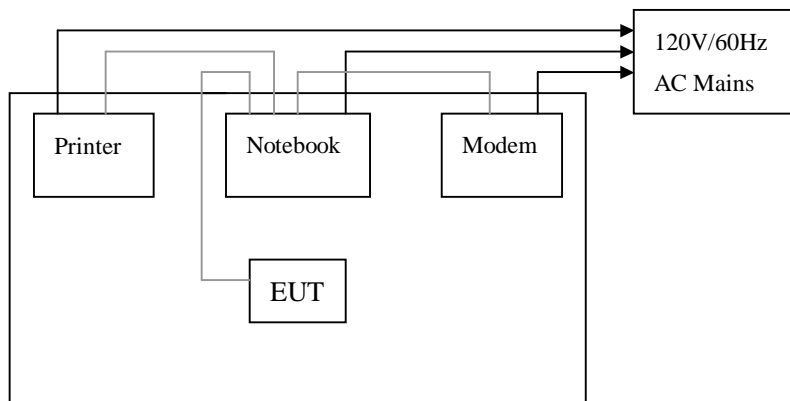 120V/60Hz
AC Mains
Printer
Notebook
Modem
EUT